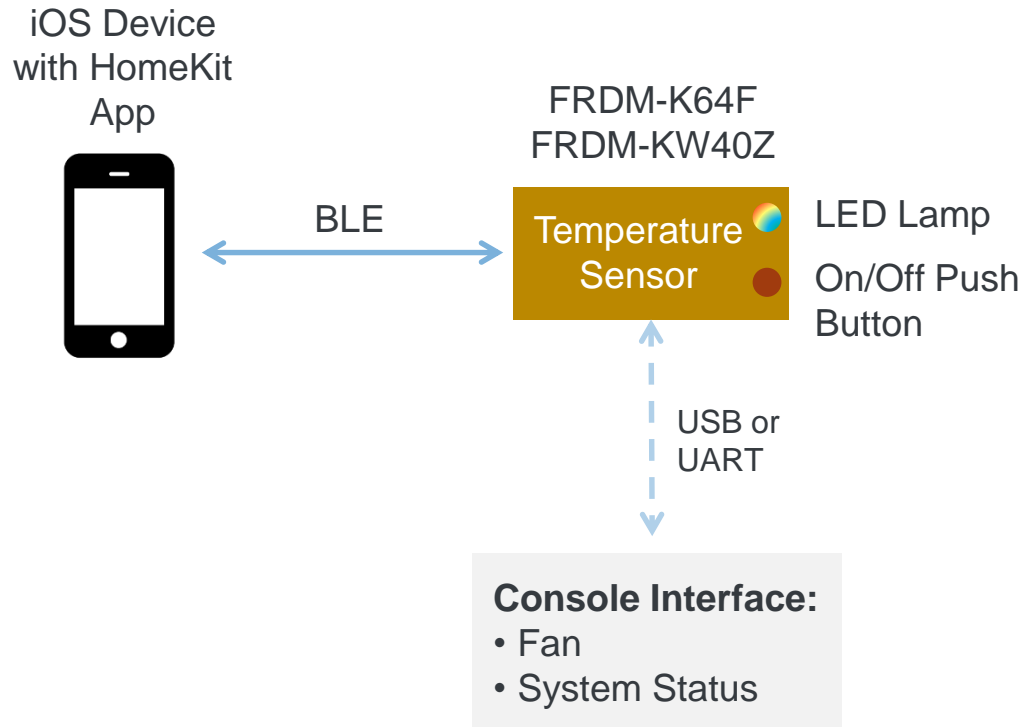 iOS Device
with HomeKit
App
BLE
FRDM-K64F
FRDM-KW40Z
Temperature
Sensor
LED Lamp
On/Off Push
Button
USB or
UART
Console Interface:
• Fan
• System Status